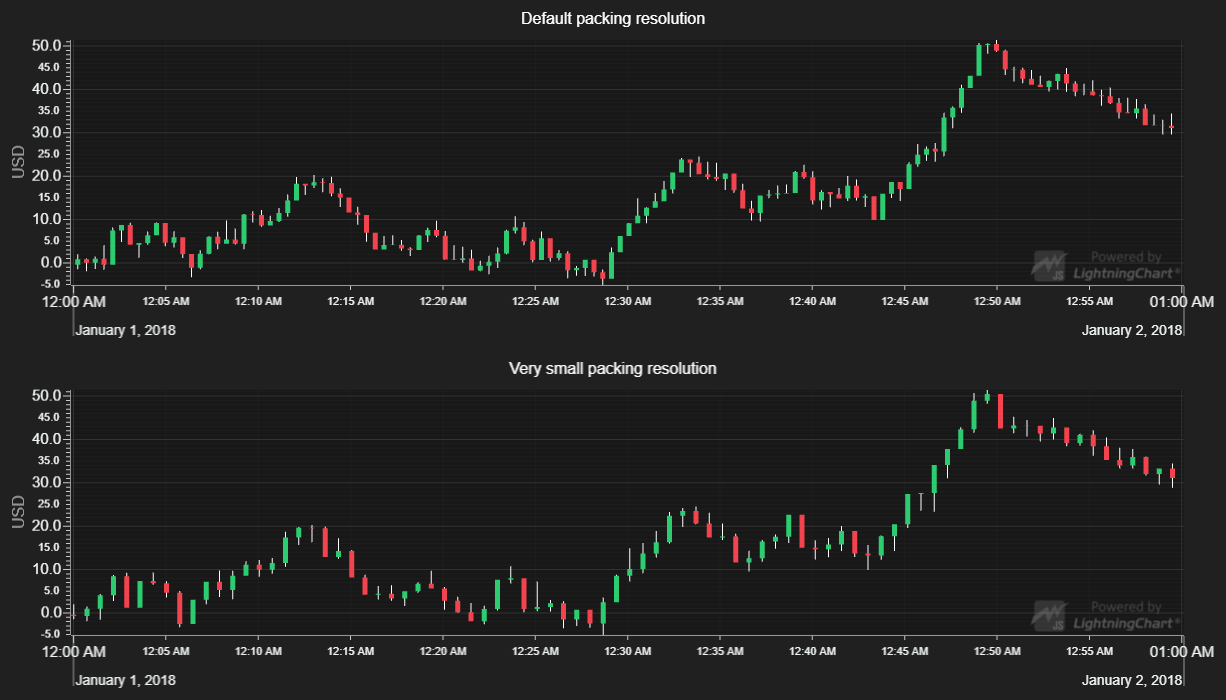 Default packing resolution
50.0
45.0
40.0
35.0
30.0
25.0
20.0
15.0
10.0
5.0
0.0
-5.0
USD
Powered by
JS LightningChart®
12:00 AM 12:05 AM 12:10 AM 12:15 AM 12:20 AM 12:25 AM 12:30 AM 12:35 AM 12:40 AM 12:45 AM 12:50 AM 12:55 AM 01:00 AM
January 1, 2018 January 2, 2018
Very small packing resolution
50.0
45.0
40.0
35.0
30.0
25.0
20.0
15.0
10.0
5.0
0.0
-5.0
USD
Powered by
JS LightningChart®
12:00 AM 12:05 AM 12:10 AM 12:15 AM 12:20 AM 12:25 AM 12:30 AM 12:35 AM 12:40 AM 12:45 AM 12:50 AM 12:55 AM 01:00 AM
January 1, 2018 January 2, 2018